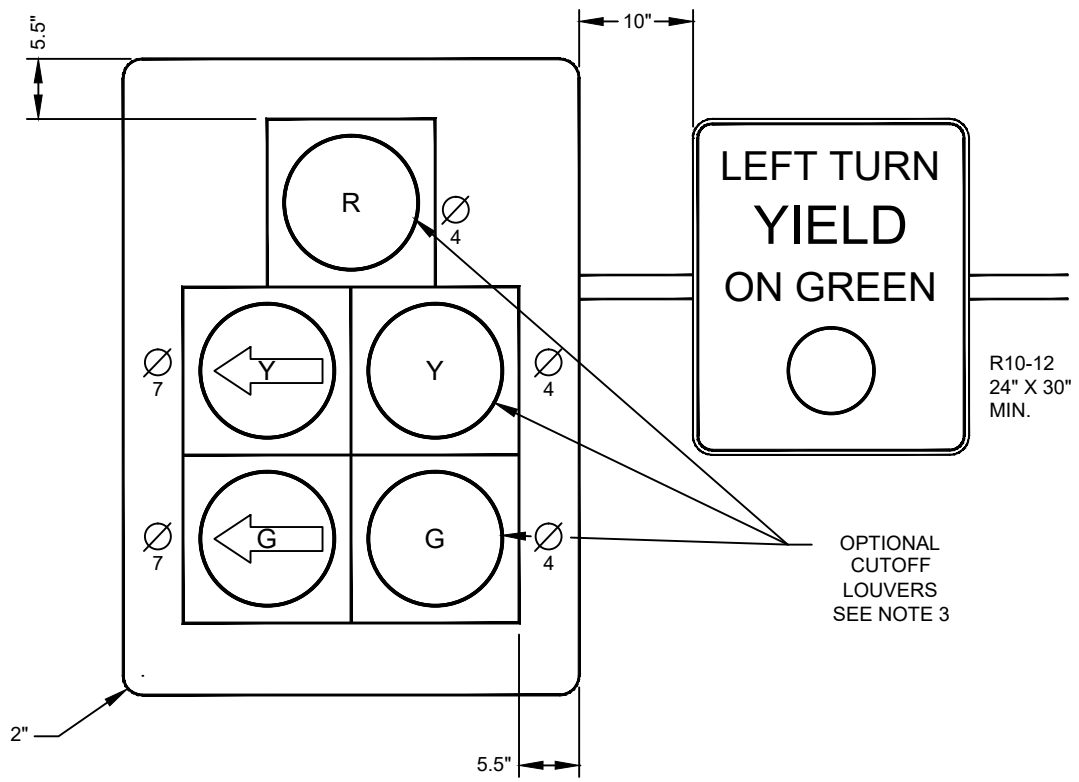 5.5"
10"
R
∅
4
LEFT TURN
YIELD
ON GREEN
∅
7
Y
Y
∅
4
R10-12
24" X 30"
MIN.
∅
7
G
G
∅
4
OPTIONAL
CUTOFF
LOUVERS
SEE NOTE 3
2"
5.5"